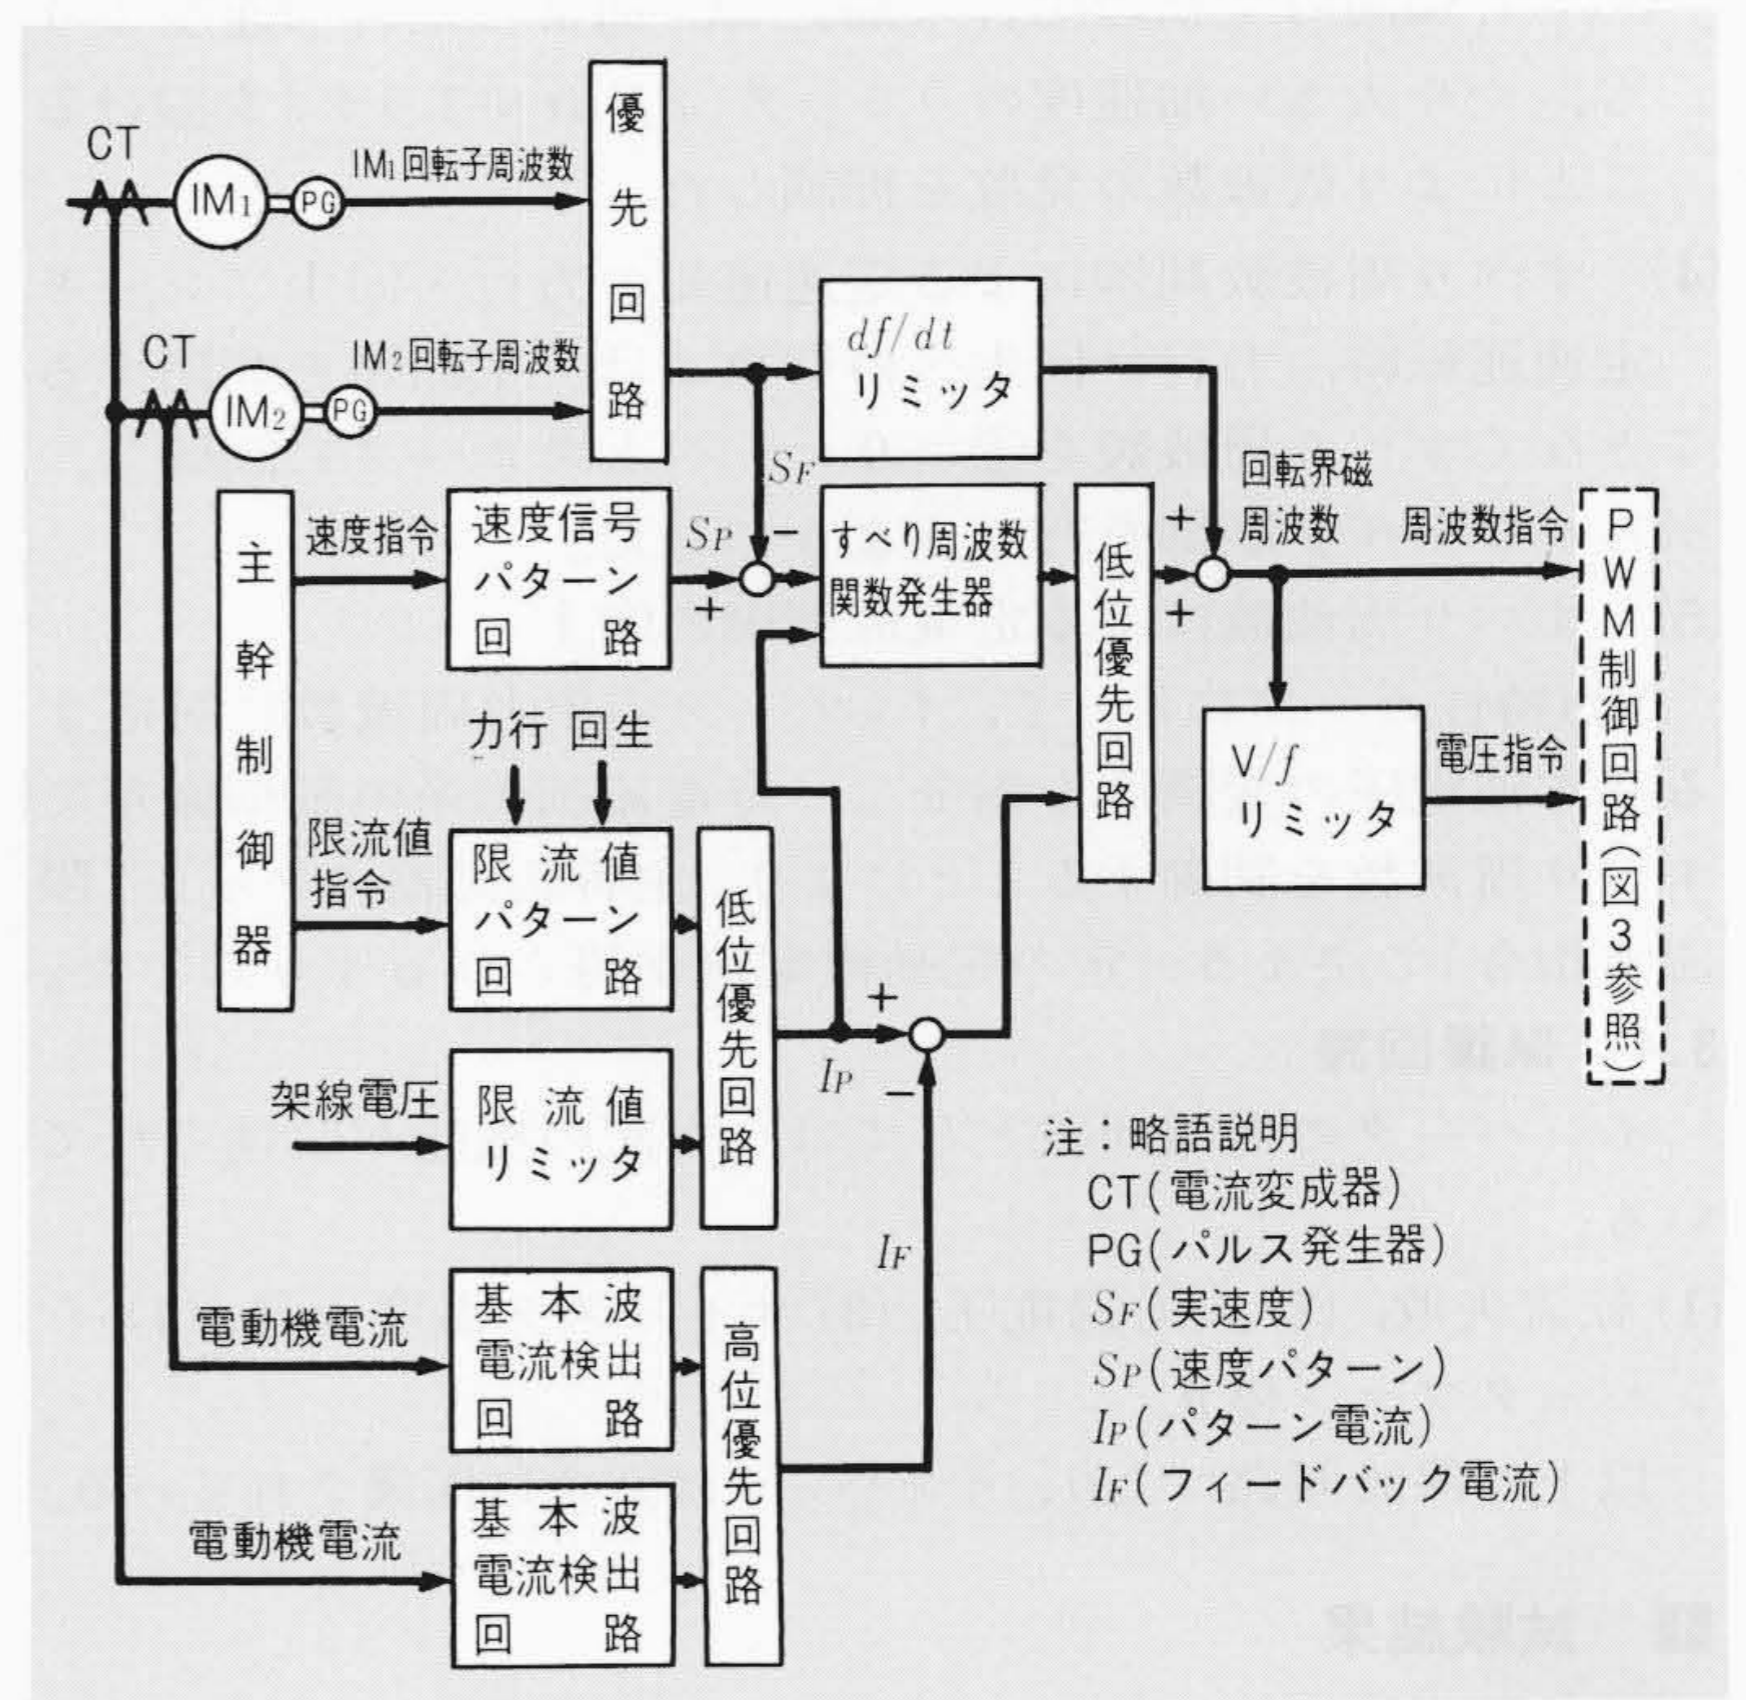 CT
IM1
PG
IM1回転子周波数
優先回路
CT
IM2
PG
IM2回転子周波数
df/dt
リミッタ
SF
主幹制御器
速度指令
速度信号
パターン
回路
SP
+
−
すべり周波数
関数発生器
低位優先回路
+
+
回転界磁
周波数
周波数指令
PWM制御回路(図3参照)
V/f
リミッタ
電圧指令
力行 回生
限流値
指令
限流値
パターン
回路
低位優先回路
架線電圧
限流値
リミッタ
IP
+
−
IF
電動機電流
基本波
電流検出
回路
高位優先回路
電動機電流
基本波
電流検出
回路
注:略語説明
CT(電流変成器)
PG(パルス発生器)
SF(実速度)
SP(速度パターン)
IP(パターン電流)
IF(フィードバック電流)